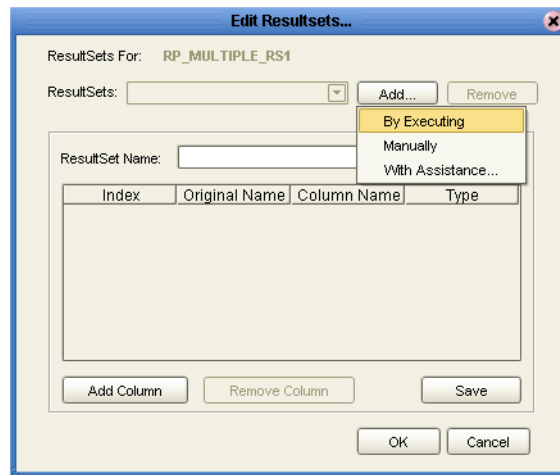 Edit Resultsets...
ResultSets For: RP_MULTIPLE_RS1
ResultSets: Add... Remove
By Executing
Manually
With Assistance...
ResultSet Name:
Index Original Name Column Name Type
Add Column Remove Column Save
OK Cancel